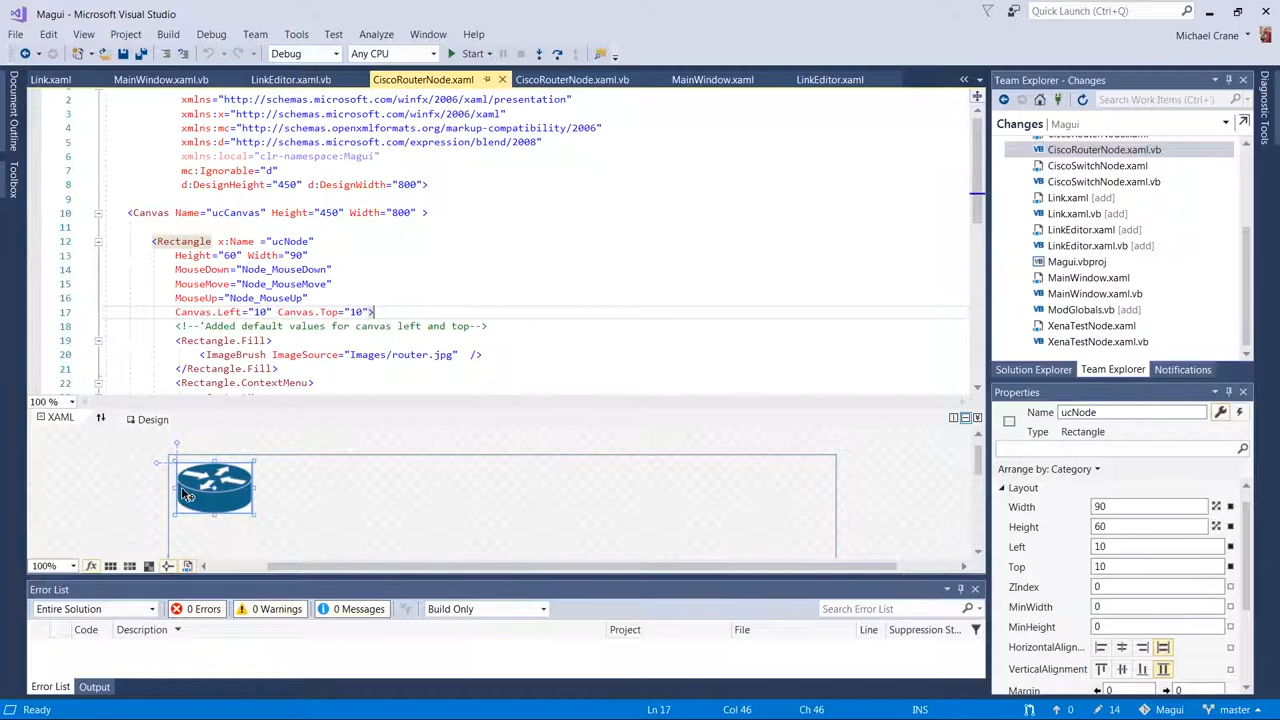 Magui - Microsoft Visual Studio
Quick Launch (Ctrl+Q)
File Edit View Project Build Debug Team Tools Test Analyze Window Help
Michael Crane
Debug Any CPU Start
Link.xaml MainWindow.xaml.vb LinkEditor.xaml.vb CiscoRouterNode.xaml CiscoRouterNode.xaml.vb MainWindow.xaml LinkEditor.xaml
Document Outline
Toolbox
2 xmlns="http://schemas.microsoft.com/winfx/2006/xaml/presentation"
3 xmlns:x="http://schemas.microsoft.com/winfx/2006/xaml"
4 xmlns:mc="http://schemas.openxmlformats.org/markup-compatibility/2006"
5 xmlns:d="http://schemas.microsoft.com/expression/blend/2008"
6 xmlns:local="clr-namespace:Magui"
7 mc:Ignorable="d"
8 d:DesignHeight="450" d:DesignWidth="800">
9
10 <Canvas Name="ucCanvas" Height="450" Width="800" >
11
12 <Rectangle x:Name ="ucNode"
13 Height="60" Width="90"
14 MouseDown="Node_MouseDown"
15 MouseMove="Node_MouseMove"
16 MouseUp="Node_MouseUp"
17 Canvas.Left="10" Canvas.Top="10">
18 <!--'Added default values for canvas left and top-->
19 <Rectangle.Fill>
20 <ImageBrush ImageSource="Images/router.jpg" />
21 </Rectangle.Fill>
22 <Rectangle.ContextMenu>
100 %
XAML Design
100% fx
Error List
Entire Solution 0 Errors 0 Warnings 0 Messages Build Only Search Error List
Code Description Project File Line Suppression St...
Error List Output
Team Explorer - Changes
Search Work Items (Ctrl+')
Changes | Magui
CiscoRouterNode.xaml.vb
CiscoSwitchNode.xaml
CiscoSwitchNode.xaml.vb
Link.xaml [add]
Link.xaml.vb [add]
LinkEditor.xaml [add]
LinkEditor.xaml.vb [add]
Magui.vbproj
MainWindow.xaml
MainWindow.xaml.vb
ModGlobals.vb [add]
XenaTestNode.xaml
XenaTestNode.xaml.vb
Solution Explorer Team Explorer Notifications
Properties
Name ucNode
Type Rectangle
Arrange by: Category
Layout
Width 90
Height 60
Left 10
Top 10
ZIndex 0
MinWidth 0
MinHeight 0
HorizontalAlign...
VerticalAlignment
Margin 0 0
Diagnostic Tools
Ready Ln 17 Col 46 Ch 46 INS 0 14 Magui master